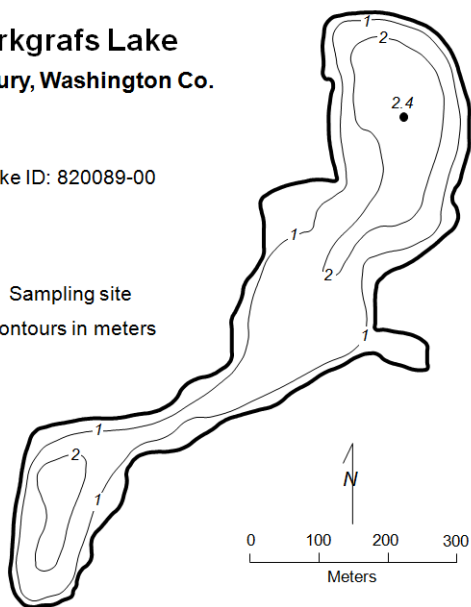 rkgrafs Lake
ury, Washington Co.
ke ID: 820089-00
Sampling site
ontours in meters
1
2
2.4
1
2
1
1
2
1
N
0 100 200 300
Meters